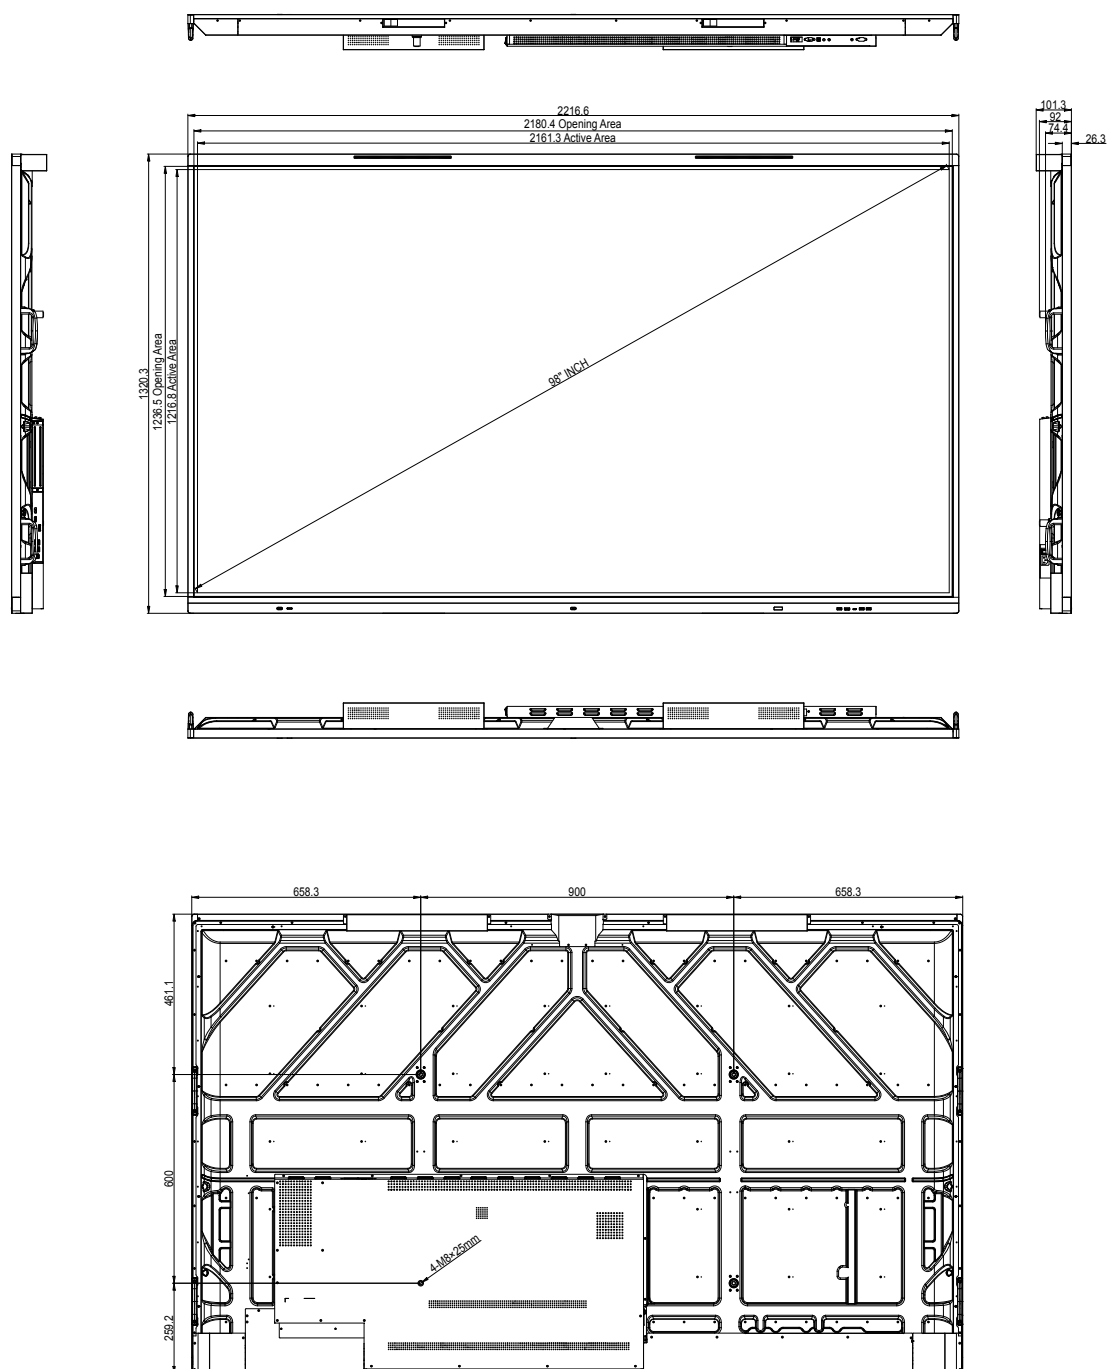 2216.6
2180.4 Opening Area
2161.3 Active Area
101.3
92
74.4
26.3
1320.3
1236.5 Opening Area
1216.8 Active Area
98" INCH
658.3
900
658.3
461.1
600
4-M8×25mm
259.2